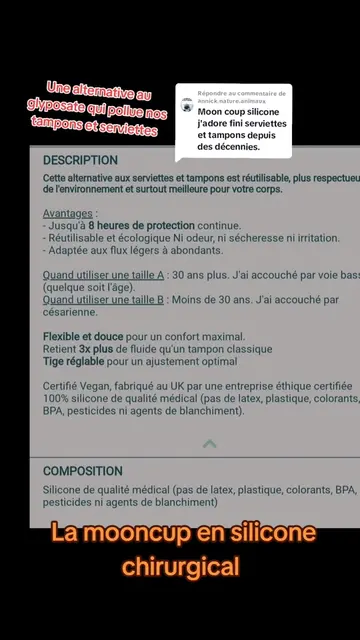 Une alternative au
glyposate qui pollue nos
tampons et serviettes
Répondre au commentaire de
annick.nature.animaux
Moon coup silicone
j'adore fini serviettes
et tampons depuis
des décennies.
DESCRIPTION
Cette alternative aux serviettes et tampons est réutilisable, plus respectueu
de l'environnement et surtout meilleure pour votre corps.
Avantages :
- Jusqu'à 8 heures de protection continue.
- Réutilisable et écologique Ni odeur, ni sécheresse ni irritation.
- Adaptée aux flux légers à abondants.
Quand utiliser une taille A : 30 ans plus. J'ai accouché par voie bass
(quelque soit l'âge).
Quand utiliser une taille B : Moins de 30 ans. J'ai accouché par
césarienne.
Flexible et douce pour un confort maximal.
Retient 3x plus de fluide qu'un tampon classique
Tige réglable pour un ajustement optimal
Certifié Vegan, fabriqué au UK par une entreprise éthique certifiée
100% silicone de qualité médical (pas de latex, plastique, colorants,
BPA, pesticides ni agents de blanchiment).
COMPOSITION
Silicone de qualité médical (pas de latex, plastique, colorants, BPA,
pesticides ni agents de blanchiment)
La mooncup en silicone
chirurgical